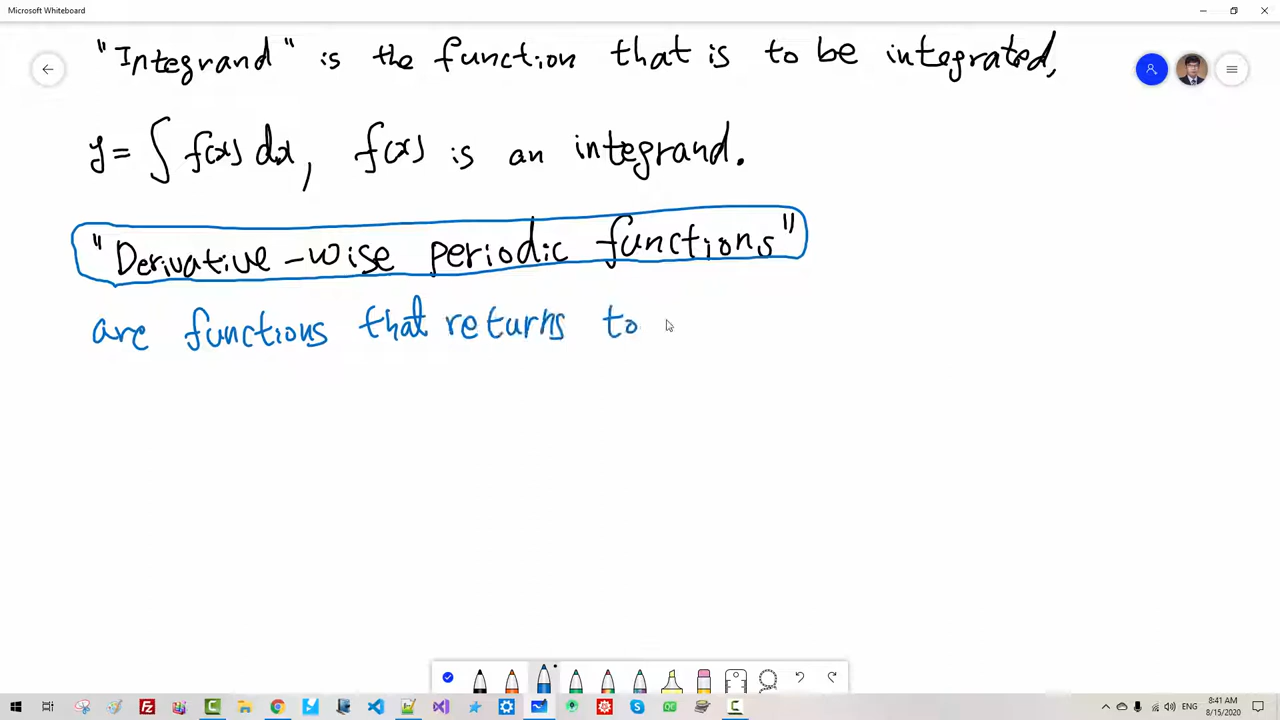 Microsoft Whiteboard
"Integrand" is the function that is to be integrated,
y = ∫ f(x) dx, f(x) is an integrand.
"Derivative-wise periodic functions"
are functions that returns to
8:41 AM
ENG
8/15/2020